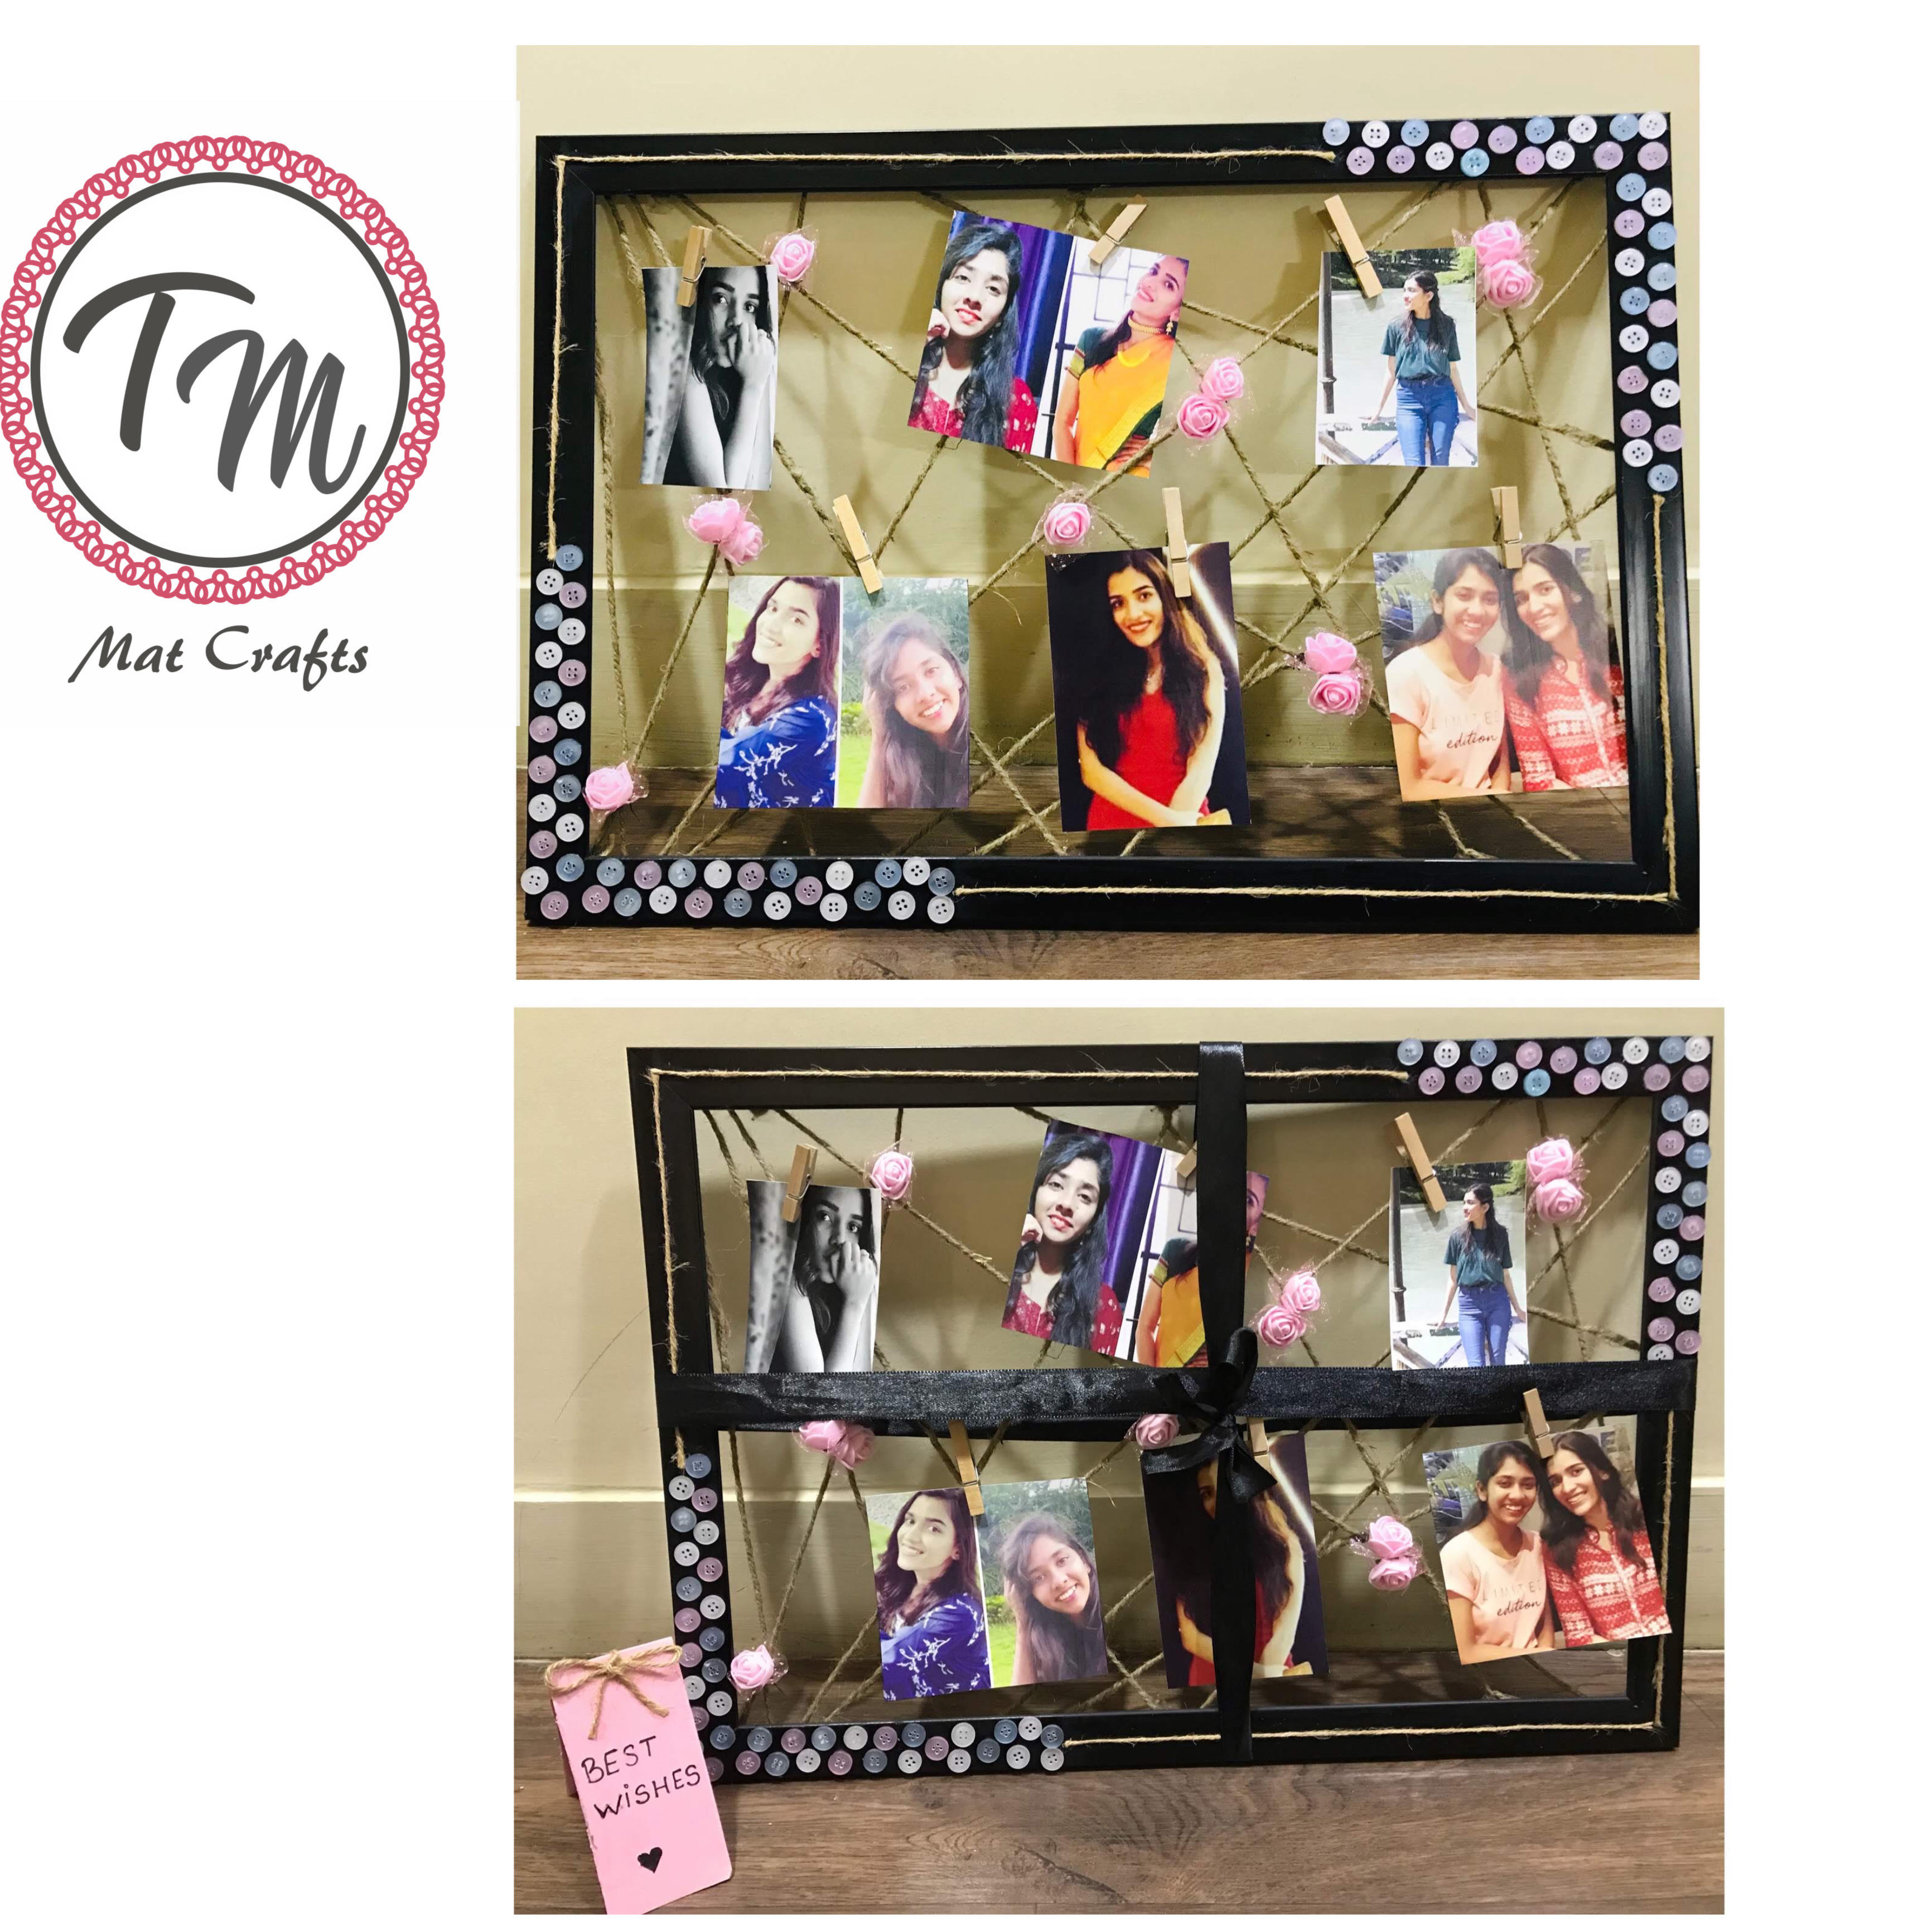 TM
Mat Crafts
LIMITED
edition
BEST
WISHES
LIMITED
edition